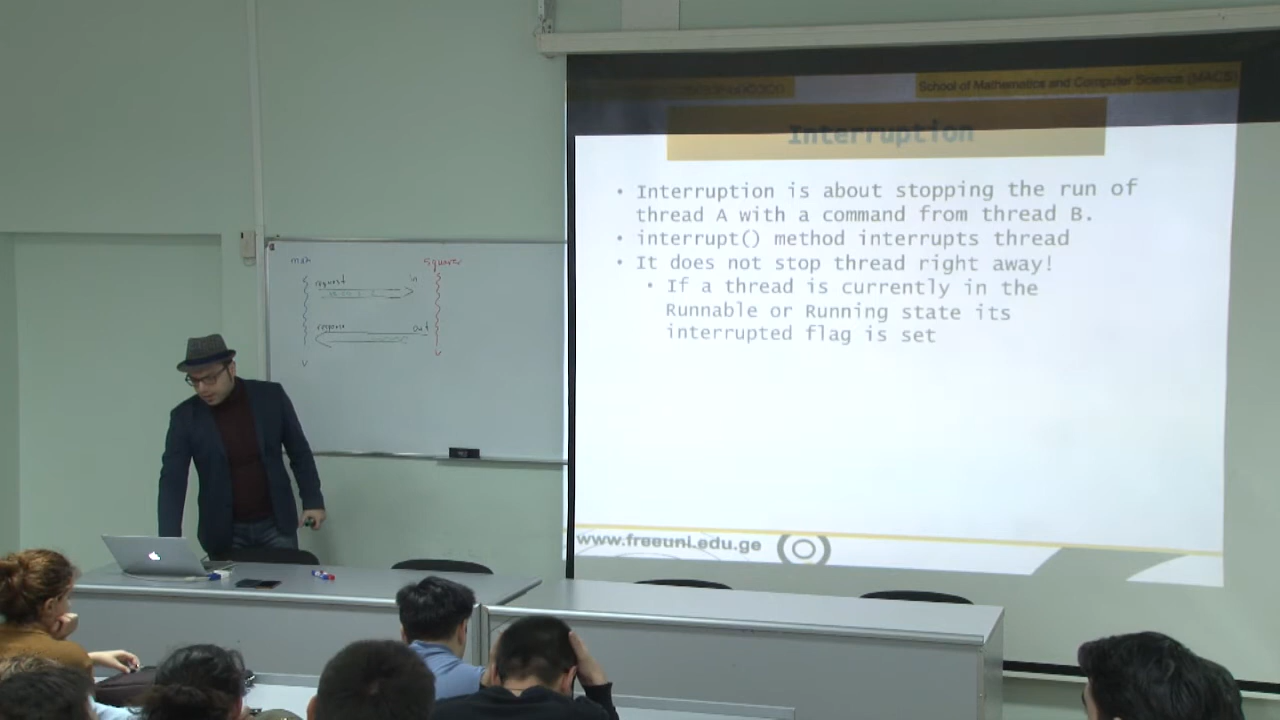 School of Mathematics and Computer Science (MACS)
Interruption
• Interruption is about stopping the run of
thread A with a command from thread B.
• interrupt() method interrupts thread
• It does not stop thread right away!
• If a thread is currently in the
Runnable or Running state its
interrupted flag is set
www.freeuni.edu.ge
main
squarer
request
in
response
out